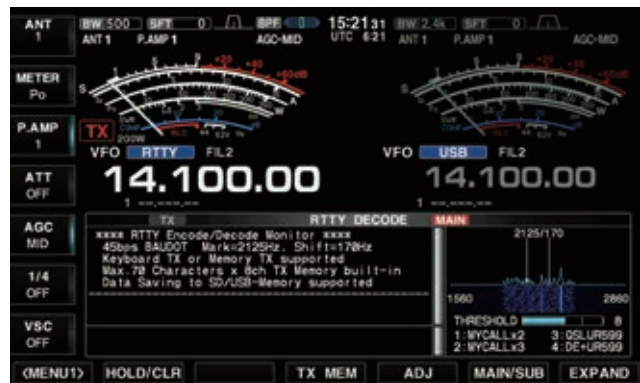 ANT
1
BW 500 SFT 0 BPF 0 15:21 31 BW 2.4k SFT 0
ANT 1 P.AMP 1 AGC-MID UTC 6:21 ANT 1 P.AMP 1 AGC-MID
METER
Po
P.AMP
1
TX
200W
VFO RTTY FIL2
VFO USB FIL2
14.100.00
14.100.00
ATT
OFF
AGC
MID
TX RTTY DECODE MAIN
**** RTTY Encode/Decode Monitor ****
45bps BAUDOT Mark=2125Hz. Shift=170Hz
Keyboard TX or Memory TX supported
Max.70 Characters x 8ch TX Memory built-in
Data Saving to SD/USB-Memory supported
2125/170
1560 2860
THRESHOLD 8
1:MYCALLx2 3:QSLUR599
2:MYCALLx3 4:DE+UR599
1/4
OFF
VSC
OFF
<MENU1> HOLD/CLR TX MEM ADJ MAIN/SUB EXPAND